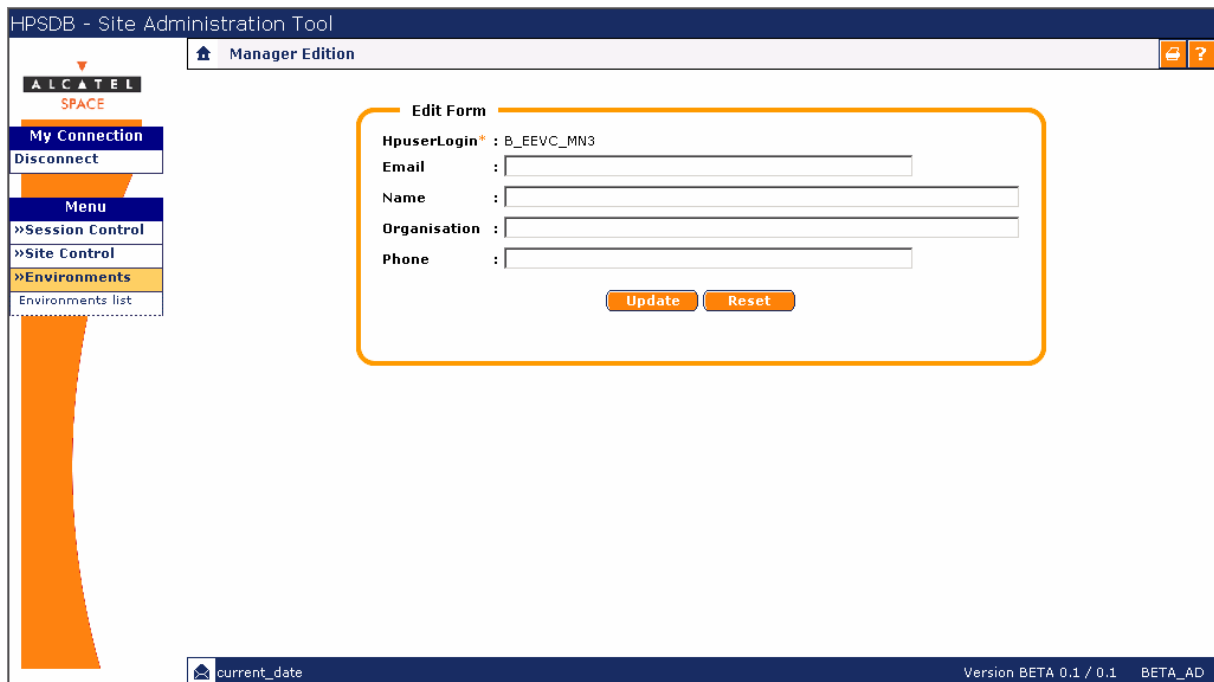 HPSDB - Site Administration Tool
Manager Edition
?
ALCATEL
SPACE
My Connection
Disconnect
Menu
»Session Control
»Site Control
»Environments
Environments list
Edit Form
HpuserLogin* : B_EEVC_MN3
Email :
Name :
Organisation :
Phone :
Update Reset
current_date Version BETA 0.1 / 0.1 BETA_AD